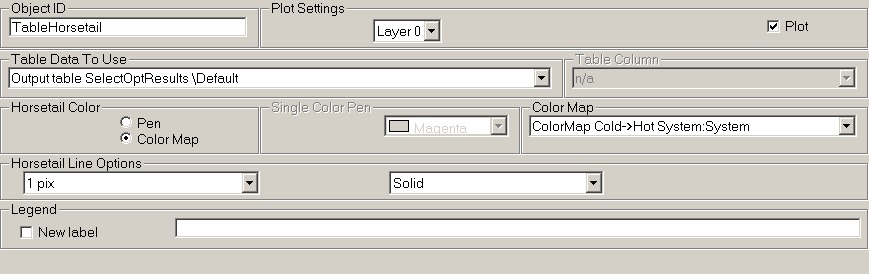 Object ID
Plot Settings
TableHorsetail
Layer 0
Plot
Table Data To Use
Table Column
Output table SelectOptResults \Default
n/a
Horsetail Color
Single Color Pen
Color Map
Pen
Color Map
Magenta
ColorMap Cold->Hot System:System
Horsetail Line Options
1 pix
Solid
Legend
New label